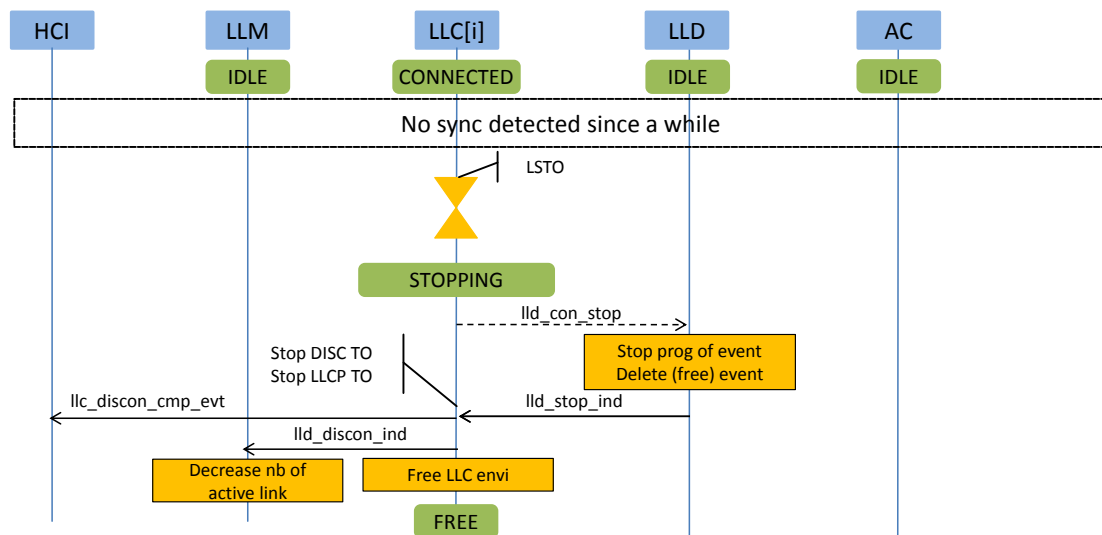 HCI
LLM
LLC[i]
LLD
AC
IDLE
CONNECTED
IDLE
IDLE
No sync detected since a while
LSTO
STOPPING
lld_con_stop
Stop prog of event
Delete (free) event
Stop DISC TO
Stop LLCP TO
llc_discon_cmp_evt
lld_stop_ind
lld_discon_ind
Decrease nb of
active link
Free LLC envi
FREE